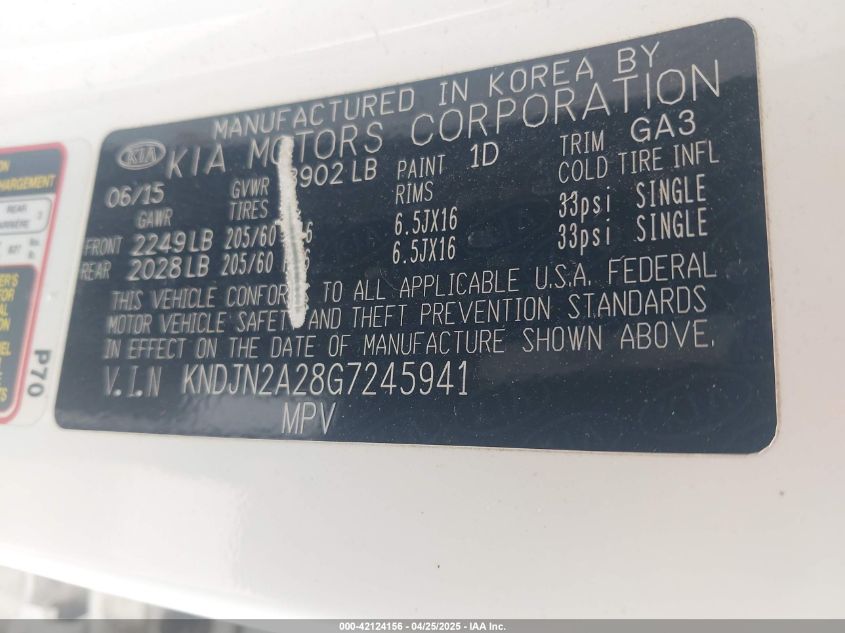 MANUFACTURED IN KOREA BY
KIA
KIA MOTORS CORPORATION
06/15 GVWR 3902 LB PAINT 1D TRIM GA3
GAWR TIRES RIMS COLD TIRE INFL
FRONT 2249 LB 205/60 6.5JX16 33psi SINGLE
REAR 2028 LB 205/60 6.5JX16 33psi SINGLE
THIS VEHICLE CONFORMS TO ALL APPLICABLE U.S.A. FEDERAL
MOTOR VEHICLE SAFETY AND THEFT PREVENTION STANDARDS
IN EFFECT ON THE DATE OF MANUFACTURE SHOWN ABOVE.
V.I.N KNDJN2A28G7245941
MPV
REAR
P70
000-42124156 - 04/25/2025 - IAA Inc.